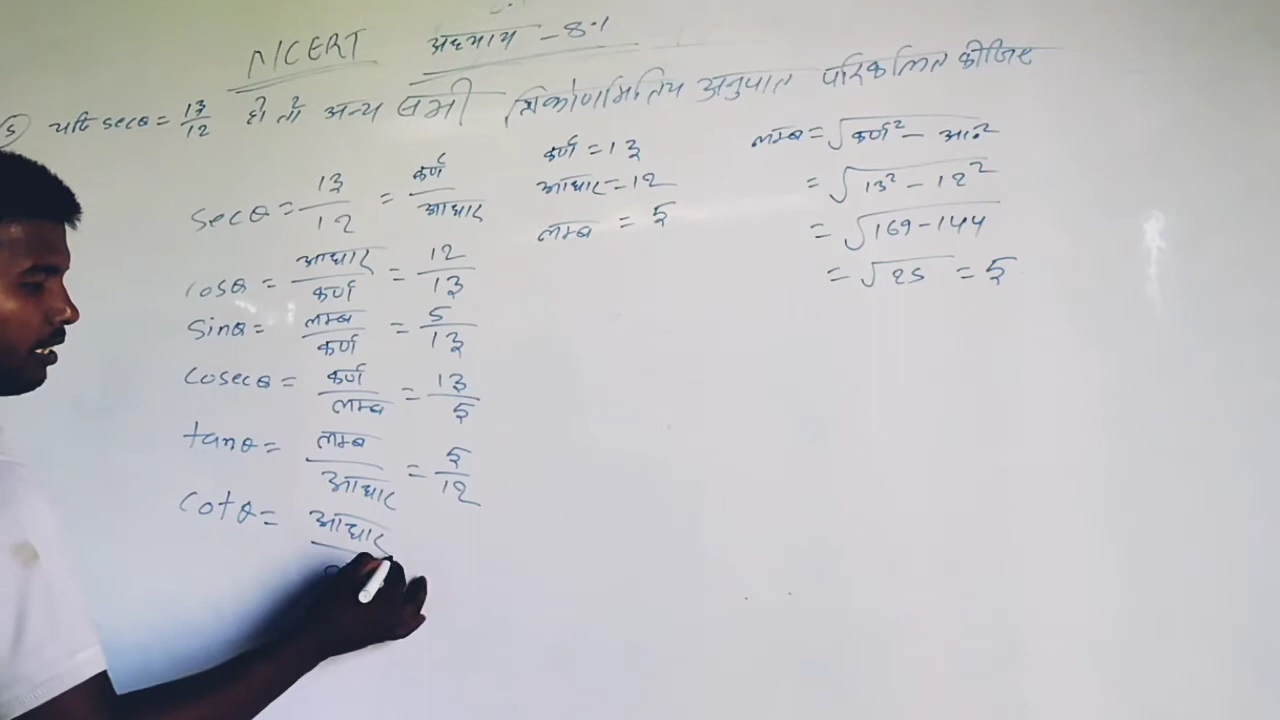 NCERT अध्याय - 8.1
5) यदि secθ = 13/12 हो तो अन्य सभी त्रिकोणमितिय अनुपात परिकलित कीजिए
secθ = 13/12 = कर्ण/आधार
cosθ = आधार/कर्ण = 12/13
sinθ = लम्ब/कर्ण = 5/13
cosecθ = कर्ण/लम्ब = 13/5
tanθ = लम्ब/आधार = 5/12
cotθ = आधार
कर्ण = 13
आधार = 12
लम्ब = 5
लम्ब = √कर्ण² - आ०²
= √13² - 12²
= √169 - 144
= √25 = 5